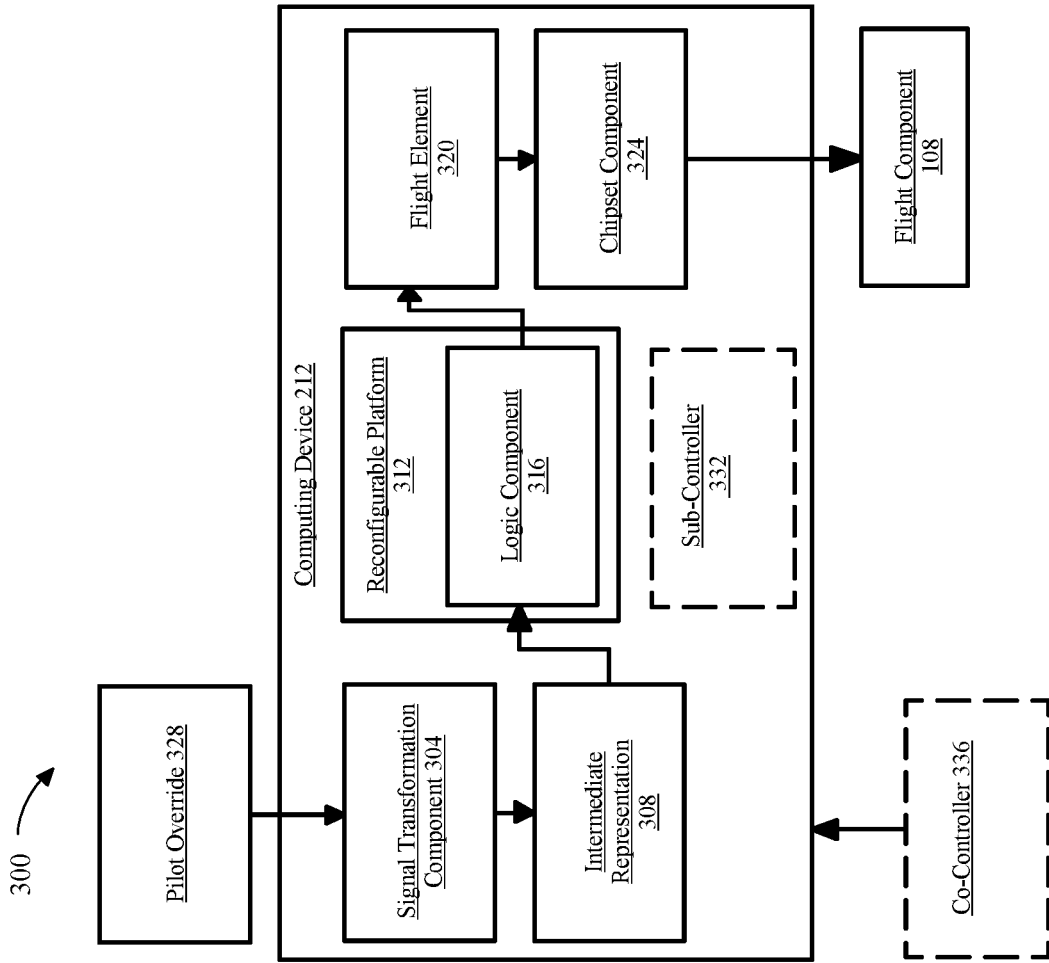 300
Pilot Override 328
Computing Device 212
Signal Transformation
Component 304
Intermediate
Representation
308
Reconfigurable Platform
312
Logic Component
316
Flight Element
320
Chipset Component
324
Sub-Controller
332
Co-Controller 336
Flight Component
108